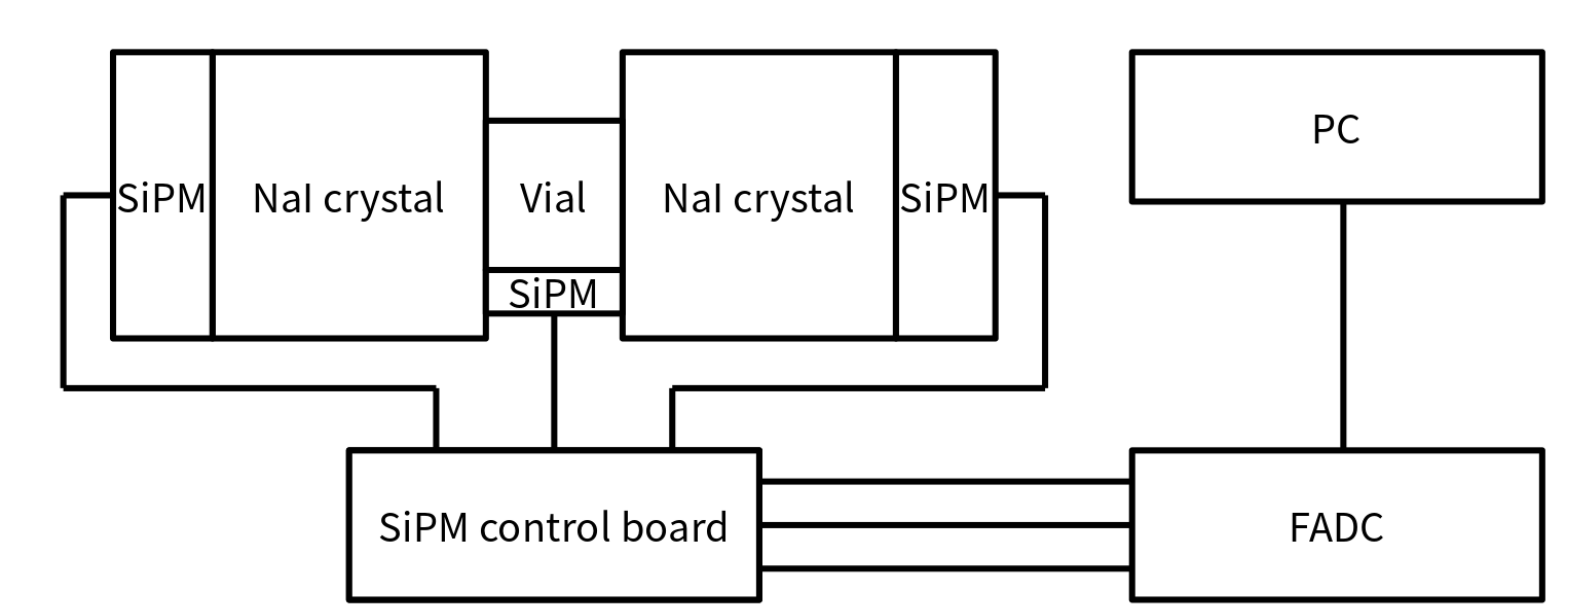 PC
SiPM
NaI crystal
Vial
NaI crystal
SiPM
SiPM
SiPM control board
FADC